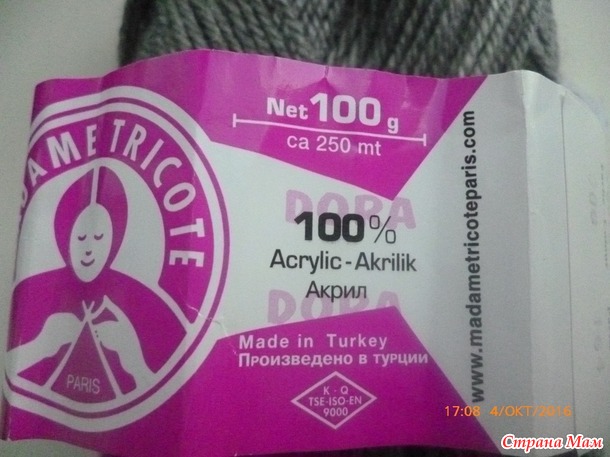 MADAME TRICOTE
PARIS
Net 100 g
ca 250 mt
DORA
100%
Acrylic-Akrilik
Акрил
DORA
Made in Turkey
Произведено в турции
K - Q
TSE-ISO-EN
9000
www.madametricoteparis.com
17:08 4/ОКТ/2016
Страна Мам